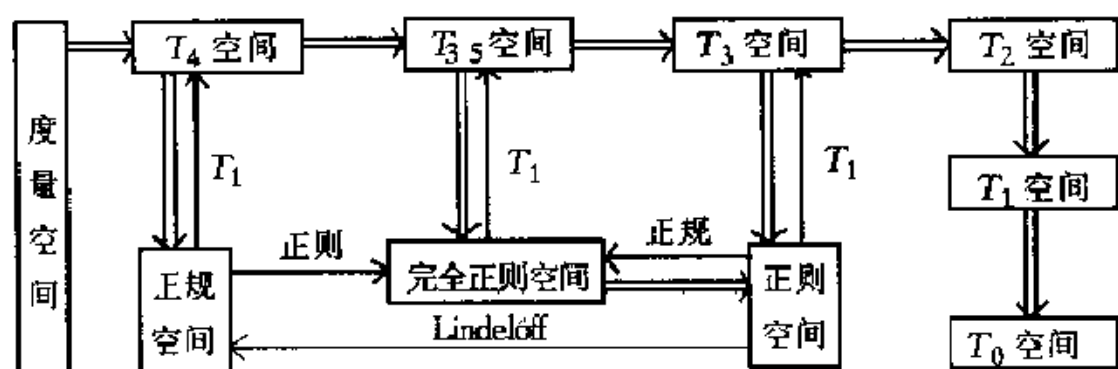 T₄ 空间
T₃.₅ 空间
T₃ 空间
T₂ 空间
度量空间
T₁
T₁
T₁
T₁ 空间
正则
正规
正规空间
完全正则空间
正则空间
Lindelöff
T₀ 空间